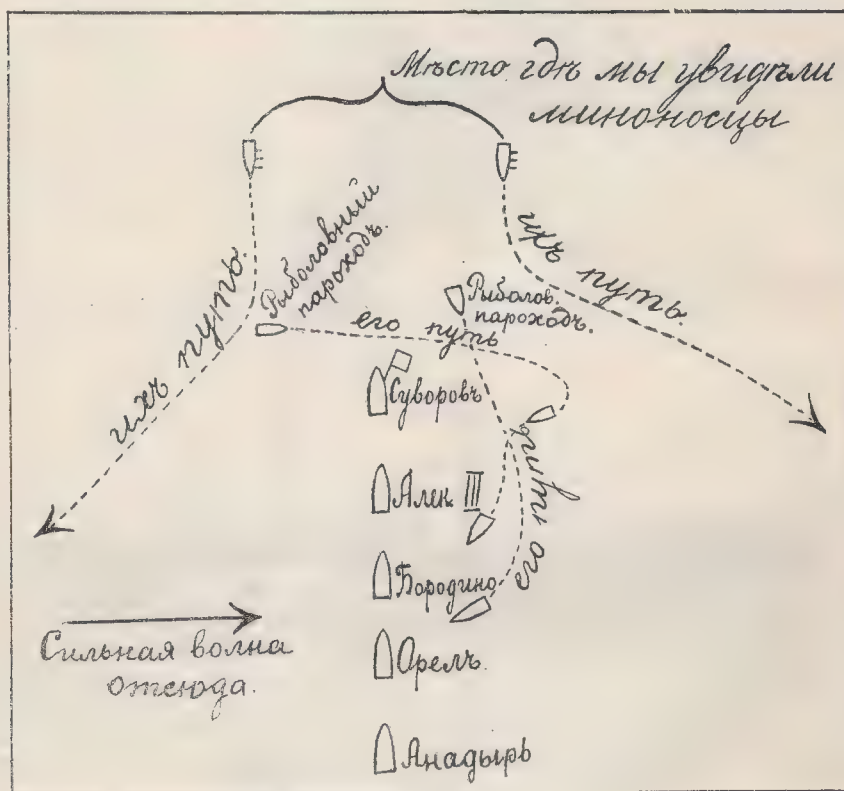 Мѣсто гдѣ мы увидѣли
миноносцы
ихъ путь.
Рыболовный
пароходъ.
его путь
Рыболов.
пароходъ.
ихъ путь.
Суворовъ
Алек. III
его путь
Бородино
Орелъ.
Анадырь
Сильная волна
отсюда.